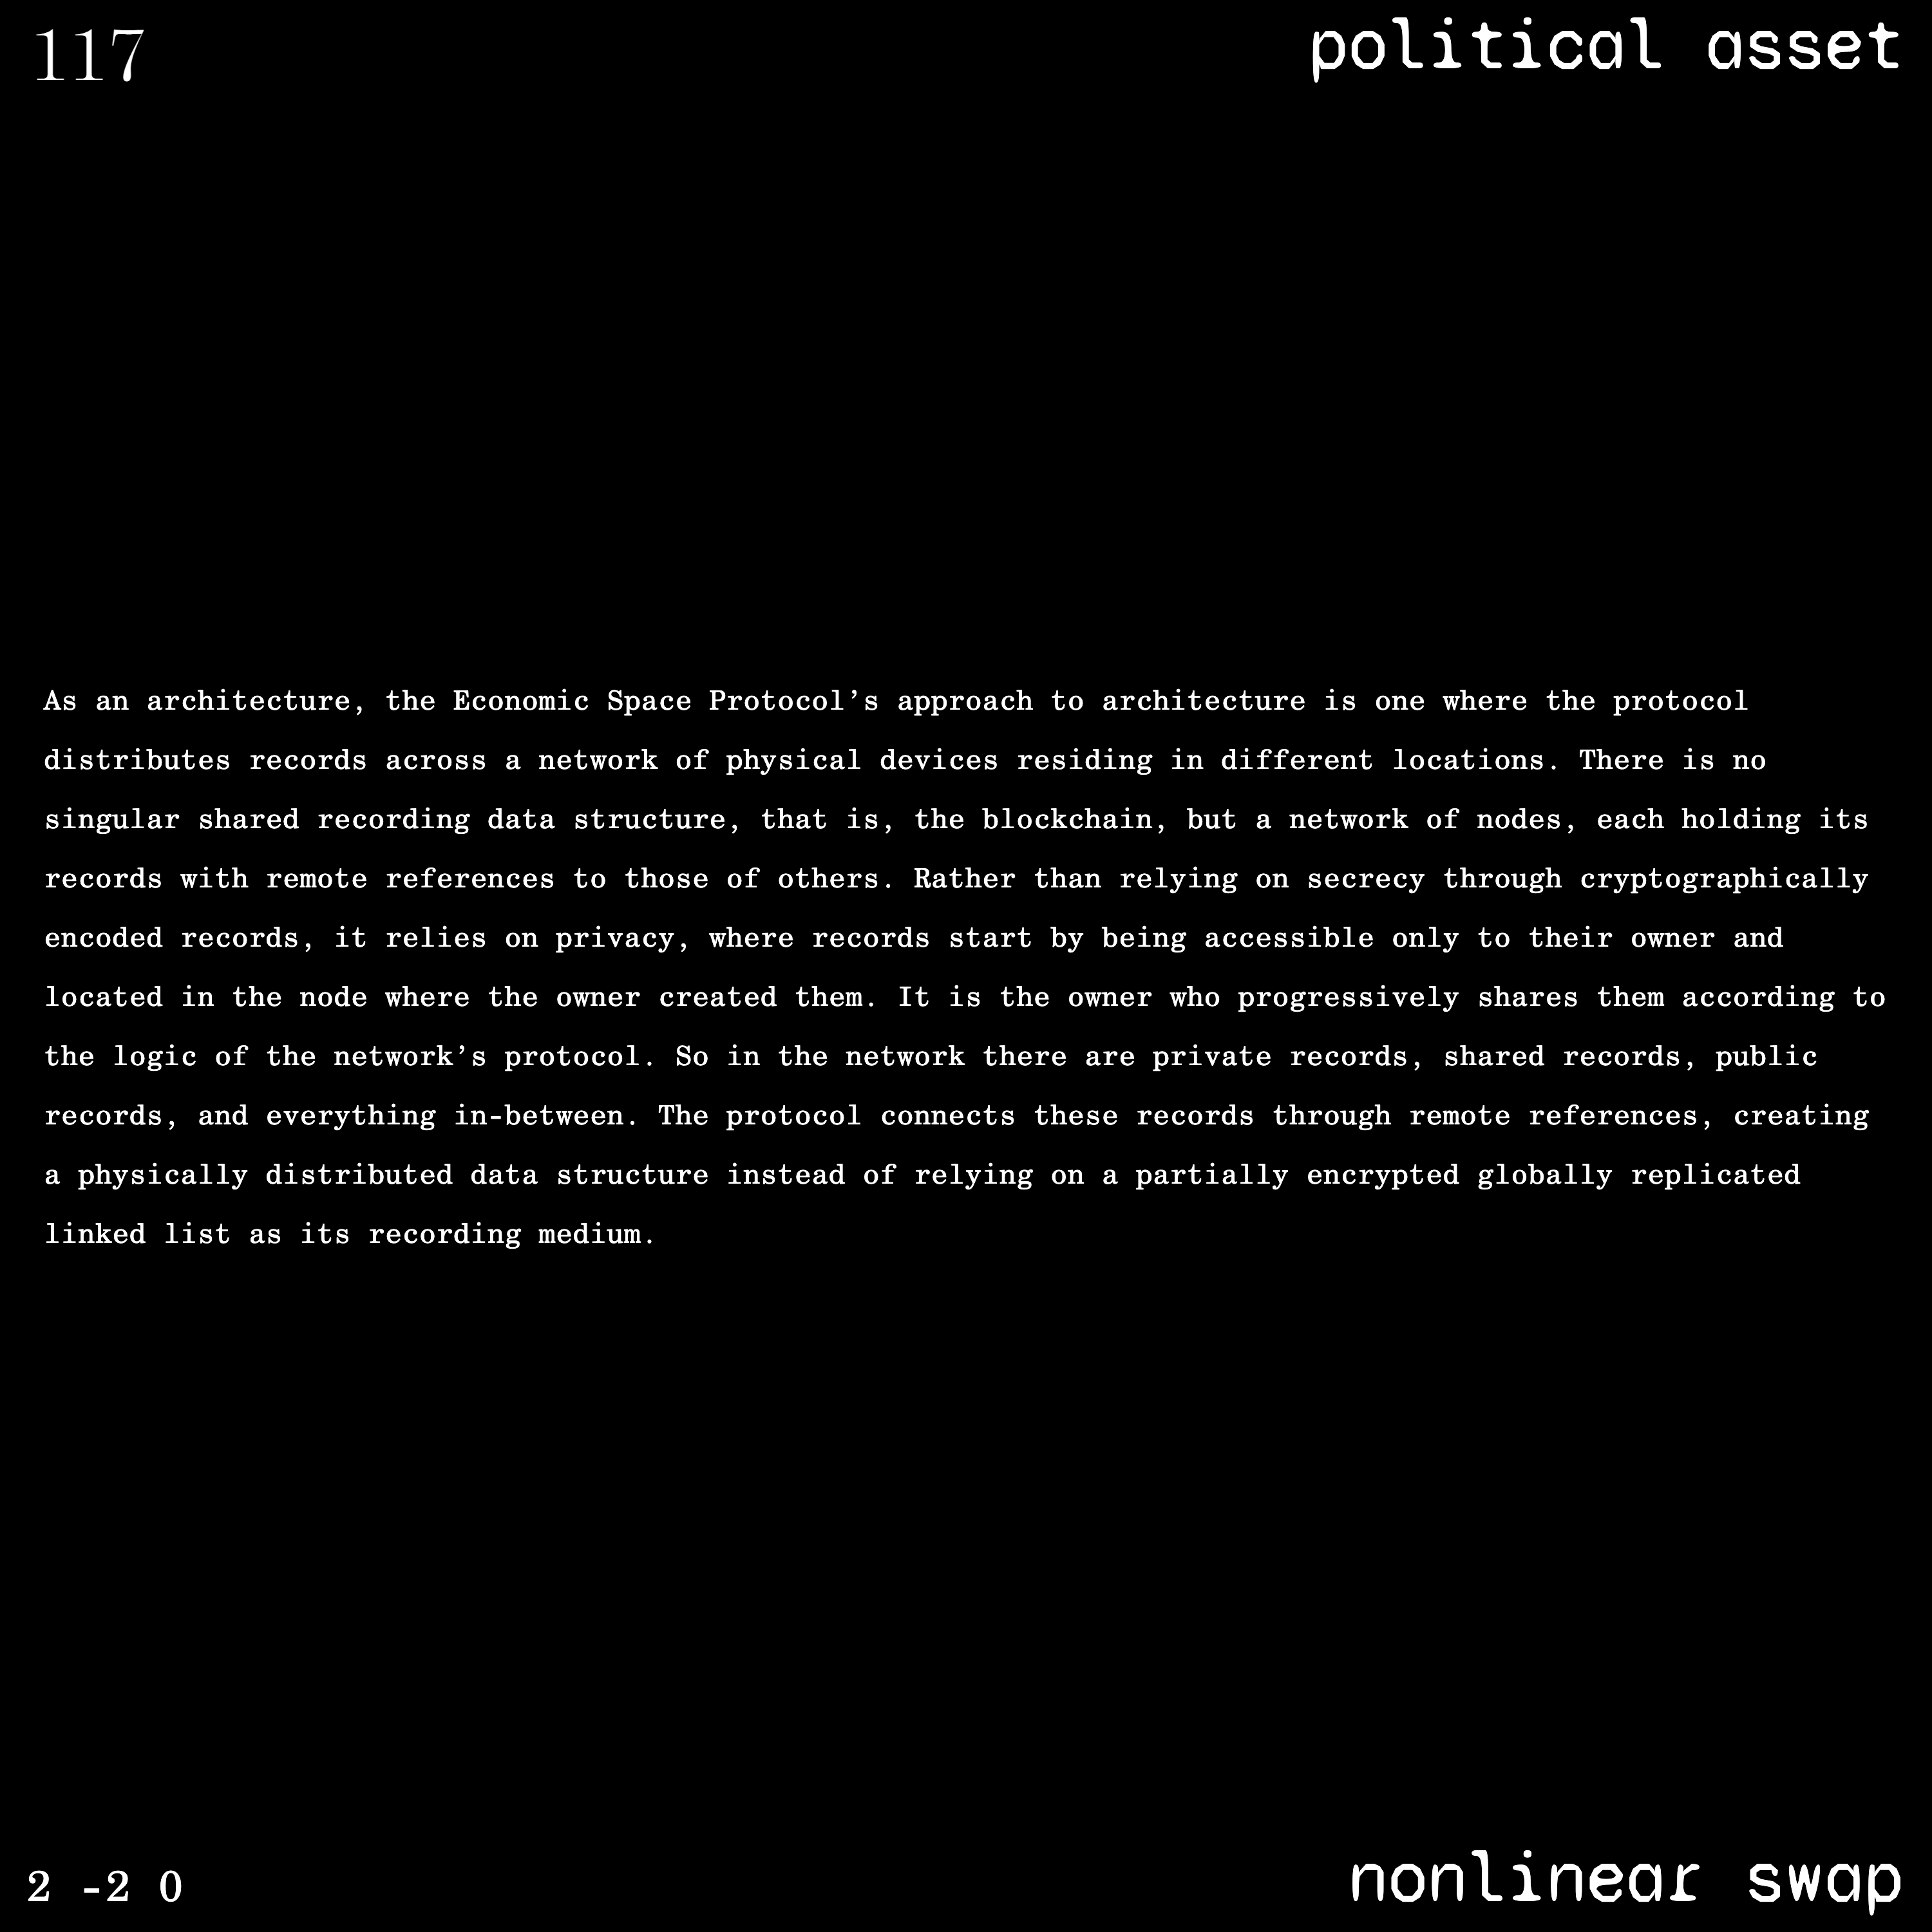 117
political asset
As an architecture, the Economic Space Protocol’s approach to architecture is one where the protocol
distributes records across a network of physical devices residing in different locations. There is no
singular shared recording data structure, that is, the blockchain, but a network of nodes, each holding its
records with remote references to those of others. Rather than relying on secrecy through cryptographically
encoded records, it relies on privacy, where records start by being accessible only to their owner and
located in the node where the owner created them. It is the owner who progressively shares them according to
the logic of the network’s protocol. So in the network there are private records, shared records, public
records, and everything in-between. The protocol connects these records through remote references, creating
a physically distributed data structure instead of relying on a partially encrypted globally replicated
linked list as its recording medium.
2 -2 0
nonlinear swap